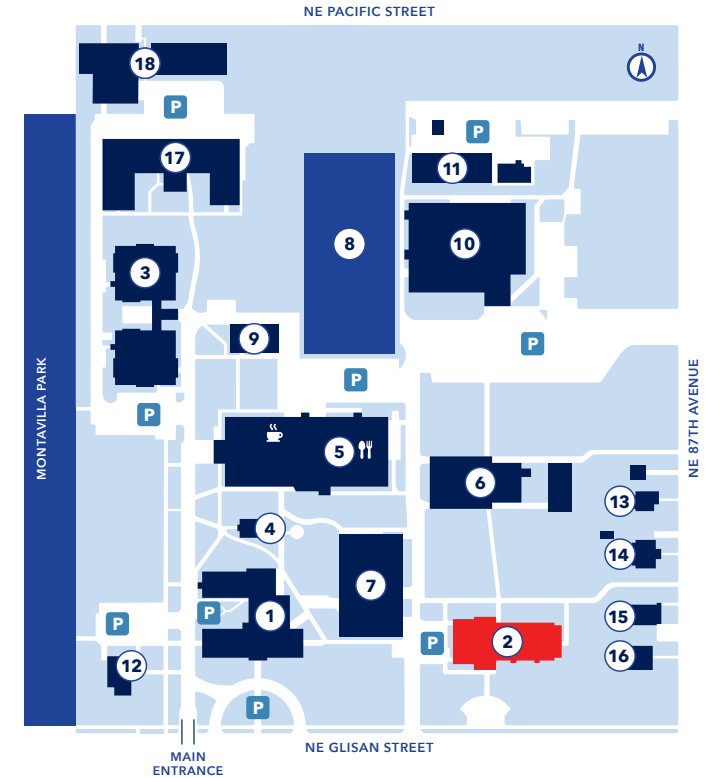 NE PACIFIC STREET
N
18
P
P
17
11
8
10
3
9
P
P
MONTAVILLA PARK
NE 87TH AVENUE
P
5
6
13
4
14
7
P
1
15
P
2
P
16
12
P
NE GLISAN STREET
MAIN
ENTRANCE